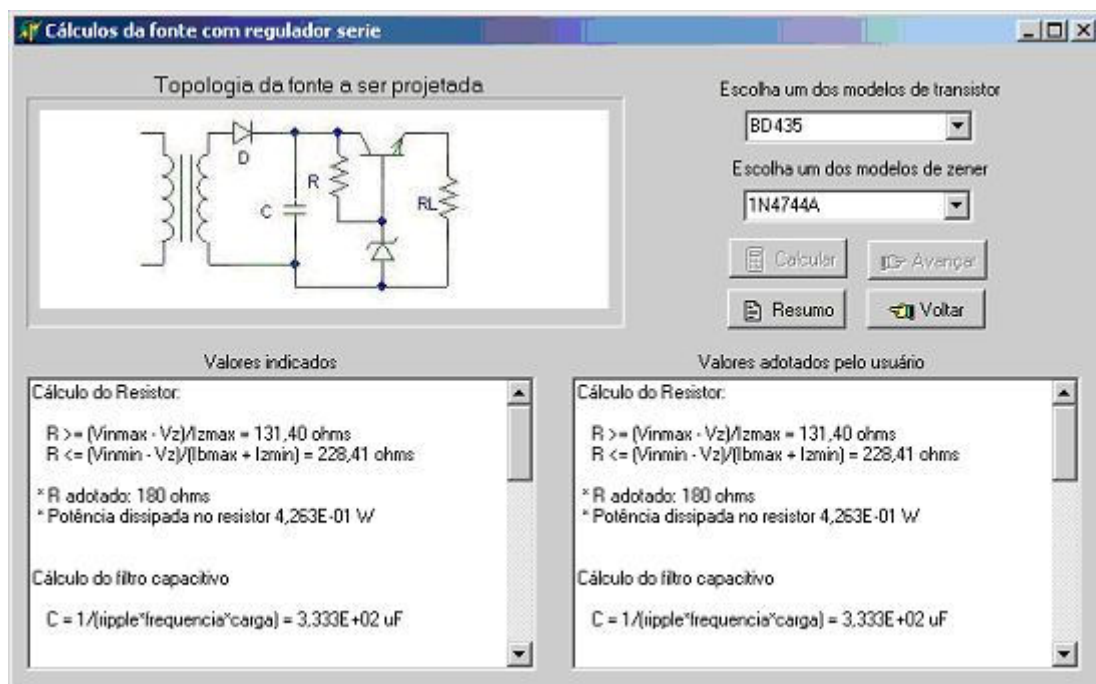 Cálculos da fonte com regulador serie
Topologia da fonte a ser projetada
D
R
C
RL
Escolha um dos modelos de transistor
BD435
Escolha um dos modelos de zener
1N4744A
Calcular
Avançar
Resumo
Voltar
Valores indicados
Cálculo do Resistor:
R >= (Vinmax - Vz)/Izmax = 131,40 ohms
R <= (Vinmin - Vz)/(Ibmax + Izmin) = 228,41 ohms
* R adotado: 180 ohms
* Potência dissipada no resistor 4,263E-01 W
Cálculo do filtro capacitivo
C = 1/(ripple*frequencia*carga) = 3,333E+02 uF
Valores adotados pelo usuário
Cálculo do Resistor:
R >= (Vinmax - Vz)/Izmax = 131,40 ohms
R <= (Vinmin - Vz)/(Ibmax + Izmin) = 228,41 ohms
* R adotado: 180 ohms
* Potência dissipada no resistor 4,263E-01 W
Cálculo do filtro capacitivo
C = 1/(ripple*frequencia*carga) = 3,333E+02 uF